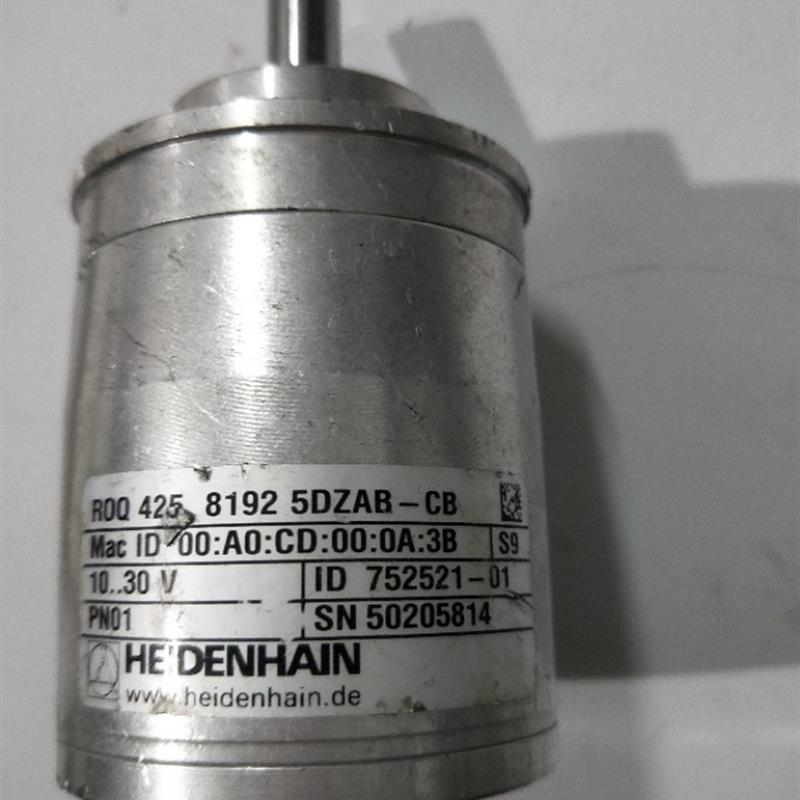 ROQ 425 8192 5DZAB-CB
Mac ID 00:A0:CD:00:0A:3B S9
10..30 V ID 752521-01
PN01 SN 50205814
HEIDENHAIN
www.heidenhain.de